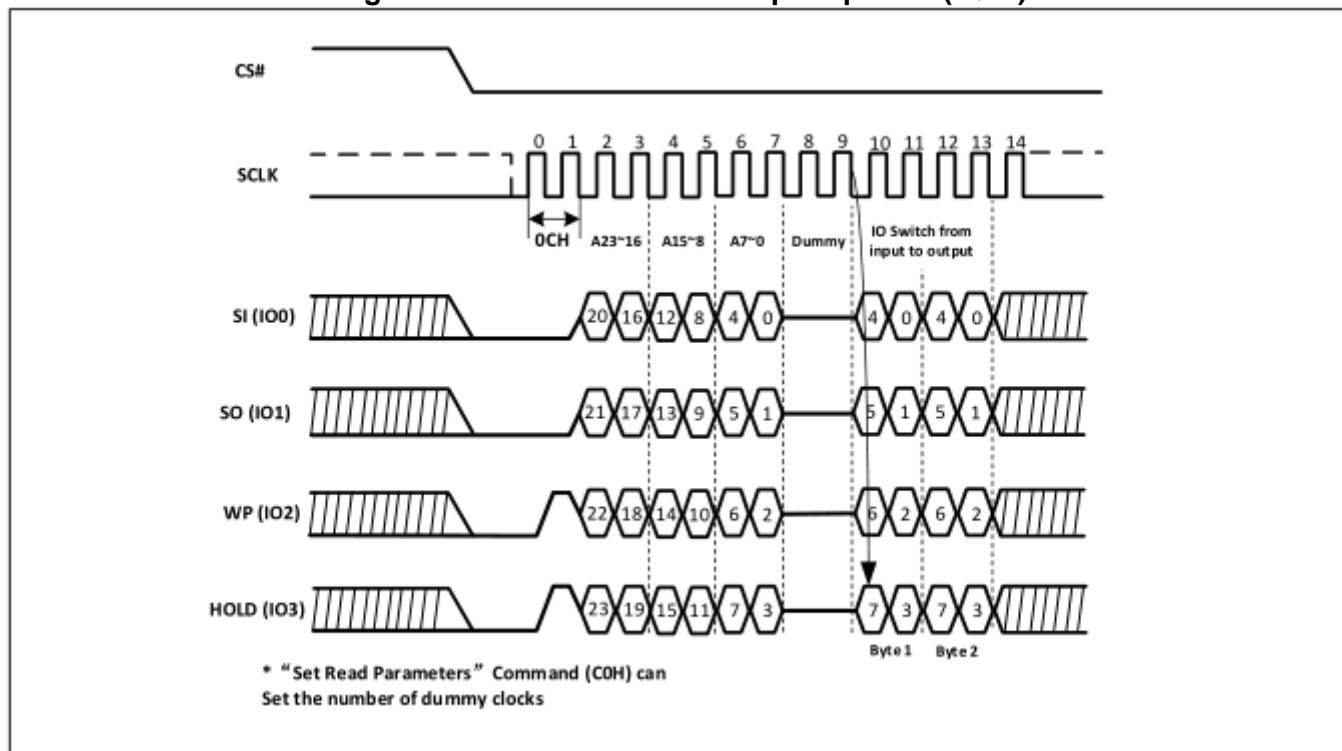 CS#
0 1 2 3 4 5 6 7 8 9 10 11 12 13 14
SCLK
0CH A23~16 A15~8 A7~0 Dummy IO Switch from
input to output
SI (IO0) 20 16 12 8 4 0 4 0 4 0
SO (IO1) 21 17 13 9 5 1 5 1 5 1
WP (IO2) 22 18 14 10 6 2 6 2 6 2
HOLD (IO3) 23 19 15 11 7 3 7 3 7 3
Byte 1 Byte 2
* “Set Read Parameters” Command (C0H) can
Set the number of dummy clocks